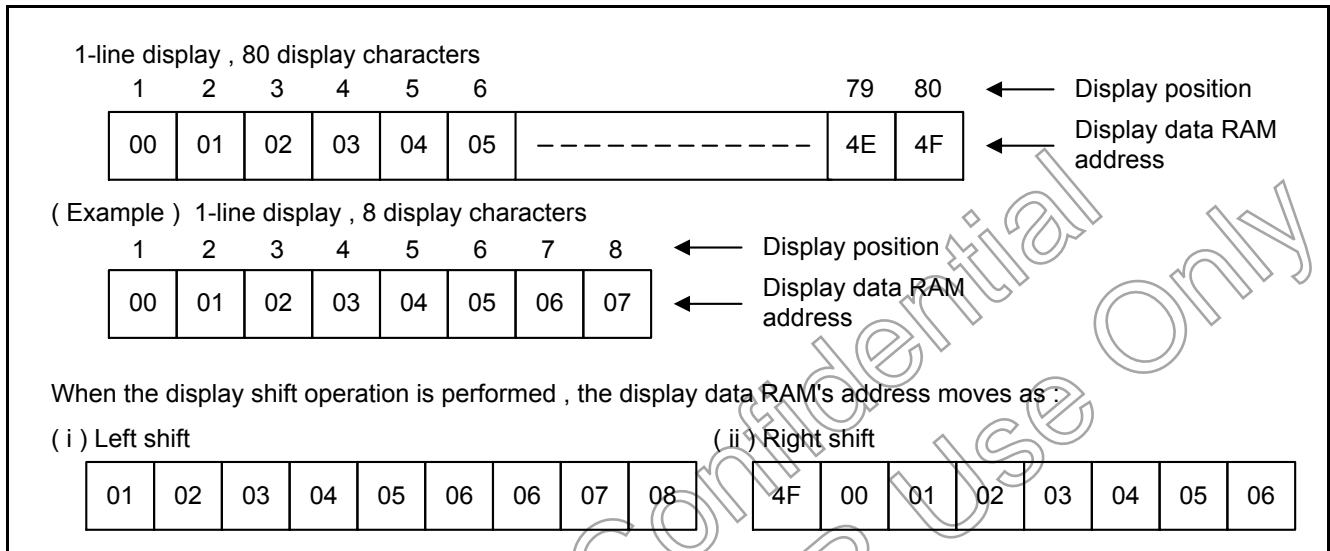 1-line display , 80 display characters
1 2 3 4 5 6 79 80 Display position
00 01 02 03 04 05 4E 4F Display data RAM address
( Example ) 1-line display , 8 display characters
1 2 3 4 5 6 7 8 Display position
00 01 02 03 04 05 06 07 Display data RAM address
When the display shift operation is performed , the display data RAM's address moves as :
( i ) Left shift ( ii ) Right shift
01 02 03 04 05 06 06 07 08 4F 00 01 02 03 04 05 06
Confidential
Use Only